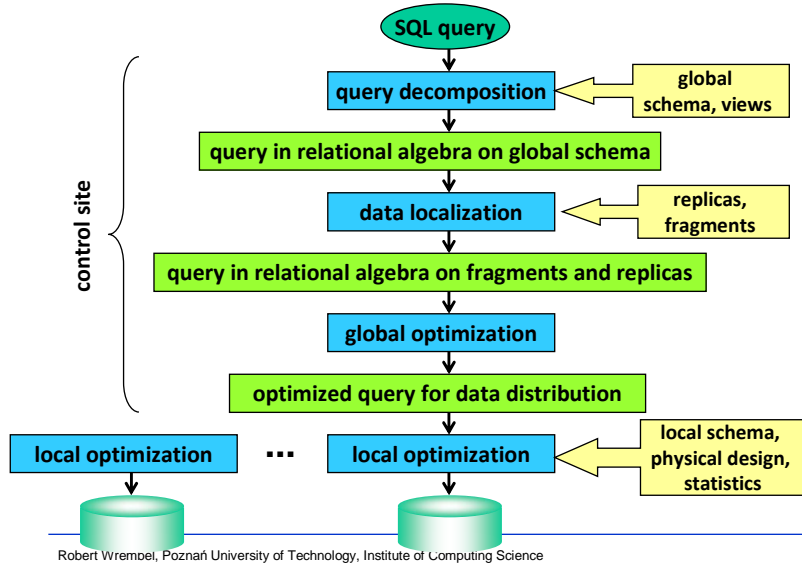 SQL query
query decomposition
global
schema, views
query in relational algebra on global schema
control site
data localization
replicas,
fragments
query in relational algebra on fragments and replicas
global optimization
optimized query for data distribution
local optimization
...
local optimization
local schema,
physical design,
statistics
Robert Wrembel, Poznań University of Technology, Institute of Computing Science